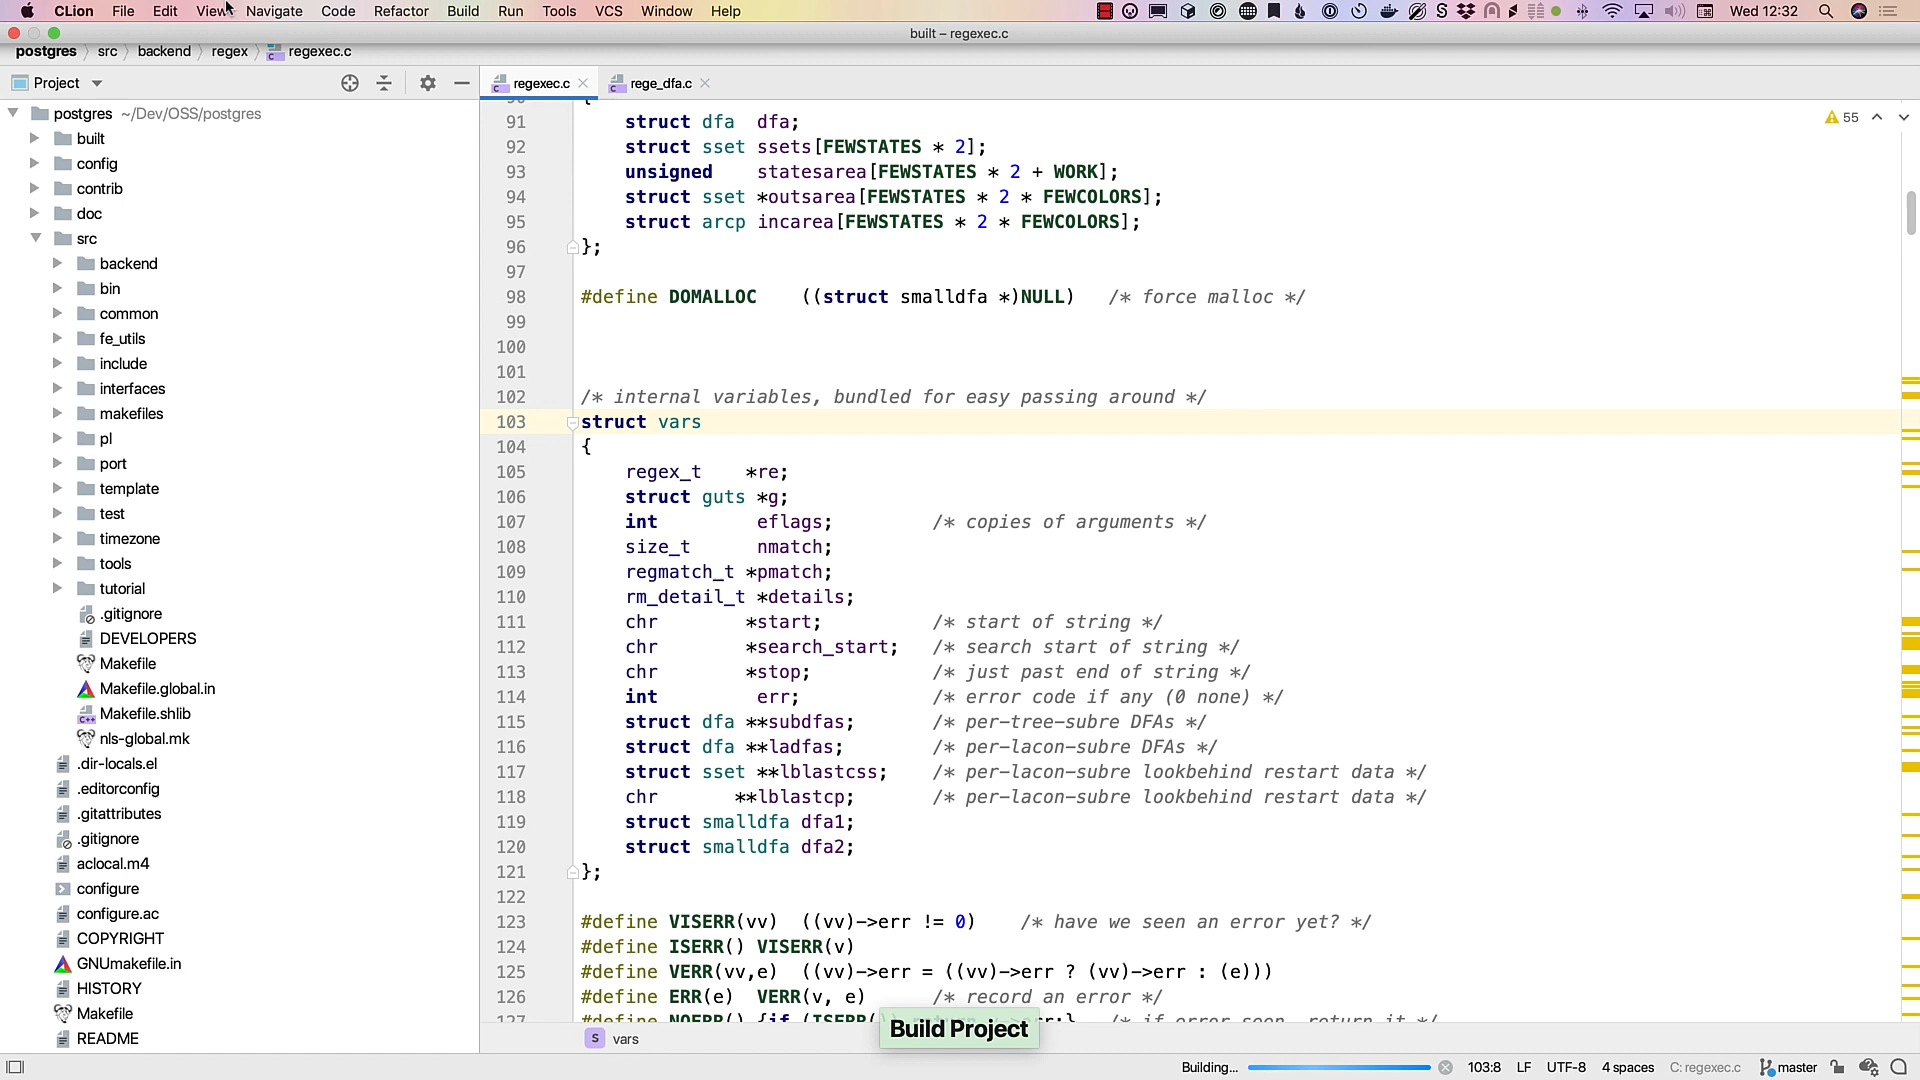 CLion File Edit View Navigate Code Refactor Build Run Tools VCS Window Help Wed 12:32
built – regexec.c
postgres src backend regex regexec.c
Project
regexec.c rege_dfa.c
55
postgres ~/Dev/OSS/postgres
built
config
contrib
doc
src
backend
bin
common
fe_utils
include
interfaces
makefiles
pl
port
template
test
timezone
tools
tutorial
.gitignore
DEVELOPERS
Makefile
Makefile.global.in
Makefile.shlib
nls-global.mk
.dir-locals.el
.editorconfig
.gitattributes
.gitignore
aclocal.m4
configure
configure.ac
COPYRIGHT
GNUmakefile.in
HISTORY
Makefile
README
90 {
91 struct dfa dfa;
92 struct sset ssets[FEWSTATES * 2];
93 unsigned statesarea[FEWSTATES * 2 + WORK];
94 struct sset *outsarea[FEWSTATES * 2 * FEWCOLORS];
95 struct arcp incarea[FEWSTATES * 2 * FEWCOLORS];
96 };
97
98 #define DOMALLOC ((struct smalldfa *)NULL) /* force malloc */
99
100
101
102 /* internal variables, bundled for easy passing around */
103 struct vars
104 {
105 regex_t *re;
106 struct guts *g;
107 int eflags; /* copies of arguments */
108 size_t nmatch;
109 regmatch_t *pmatch;
110 rm_detail_t *details;
111 chr *start; /* start of string */
112 chr *search_start; /* search start of string */
113 chr *stop; /* just past end of string */
114 int err; /* error code if any (0 none) */
115 struct dfa **subdfas; /* per-tree-subre DFAs */
116 struct dfa **ladfas; /* per-lacon-subre DFAs */
117 struct sset **lblastcss; /* per-lacon-subre lookbehind restart data */
118 chr **lblastcp; /* per-lacon-subre lookbehind restart data */
119 struct smalldfa dfa1;
120 struct smalldfa dfa2;
121 };
122
123 #define VISERR(vv) ((vv)->err != 0) /* have we seen an error yet? */
124 #define ISERR() VISERR(v)
125 #define VERR(vv,e) ((vv)->err = ((vv)->err ? (vv)->err : (e)))
126 #define ERR(e) VERR(v, e) /* record an error */
127 #define NOERR() {if (ISERR( err;} /* if error seen, return it */
Build Project
S vars
Building... 103:8 LF UTF-8 4 spaces C: regexec.c master